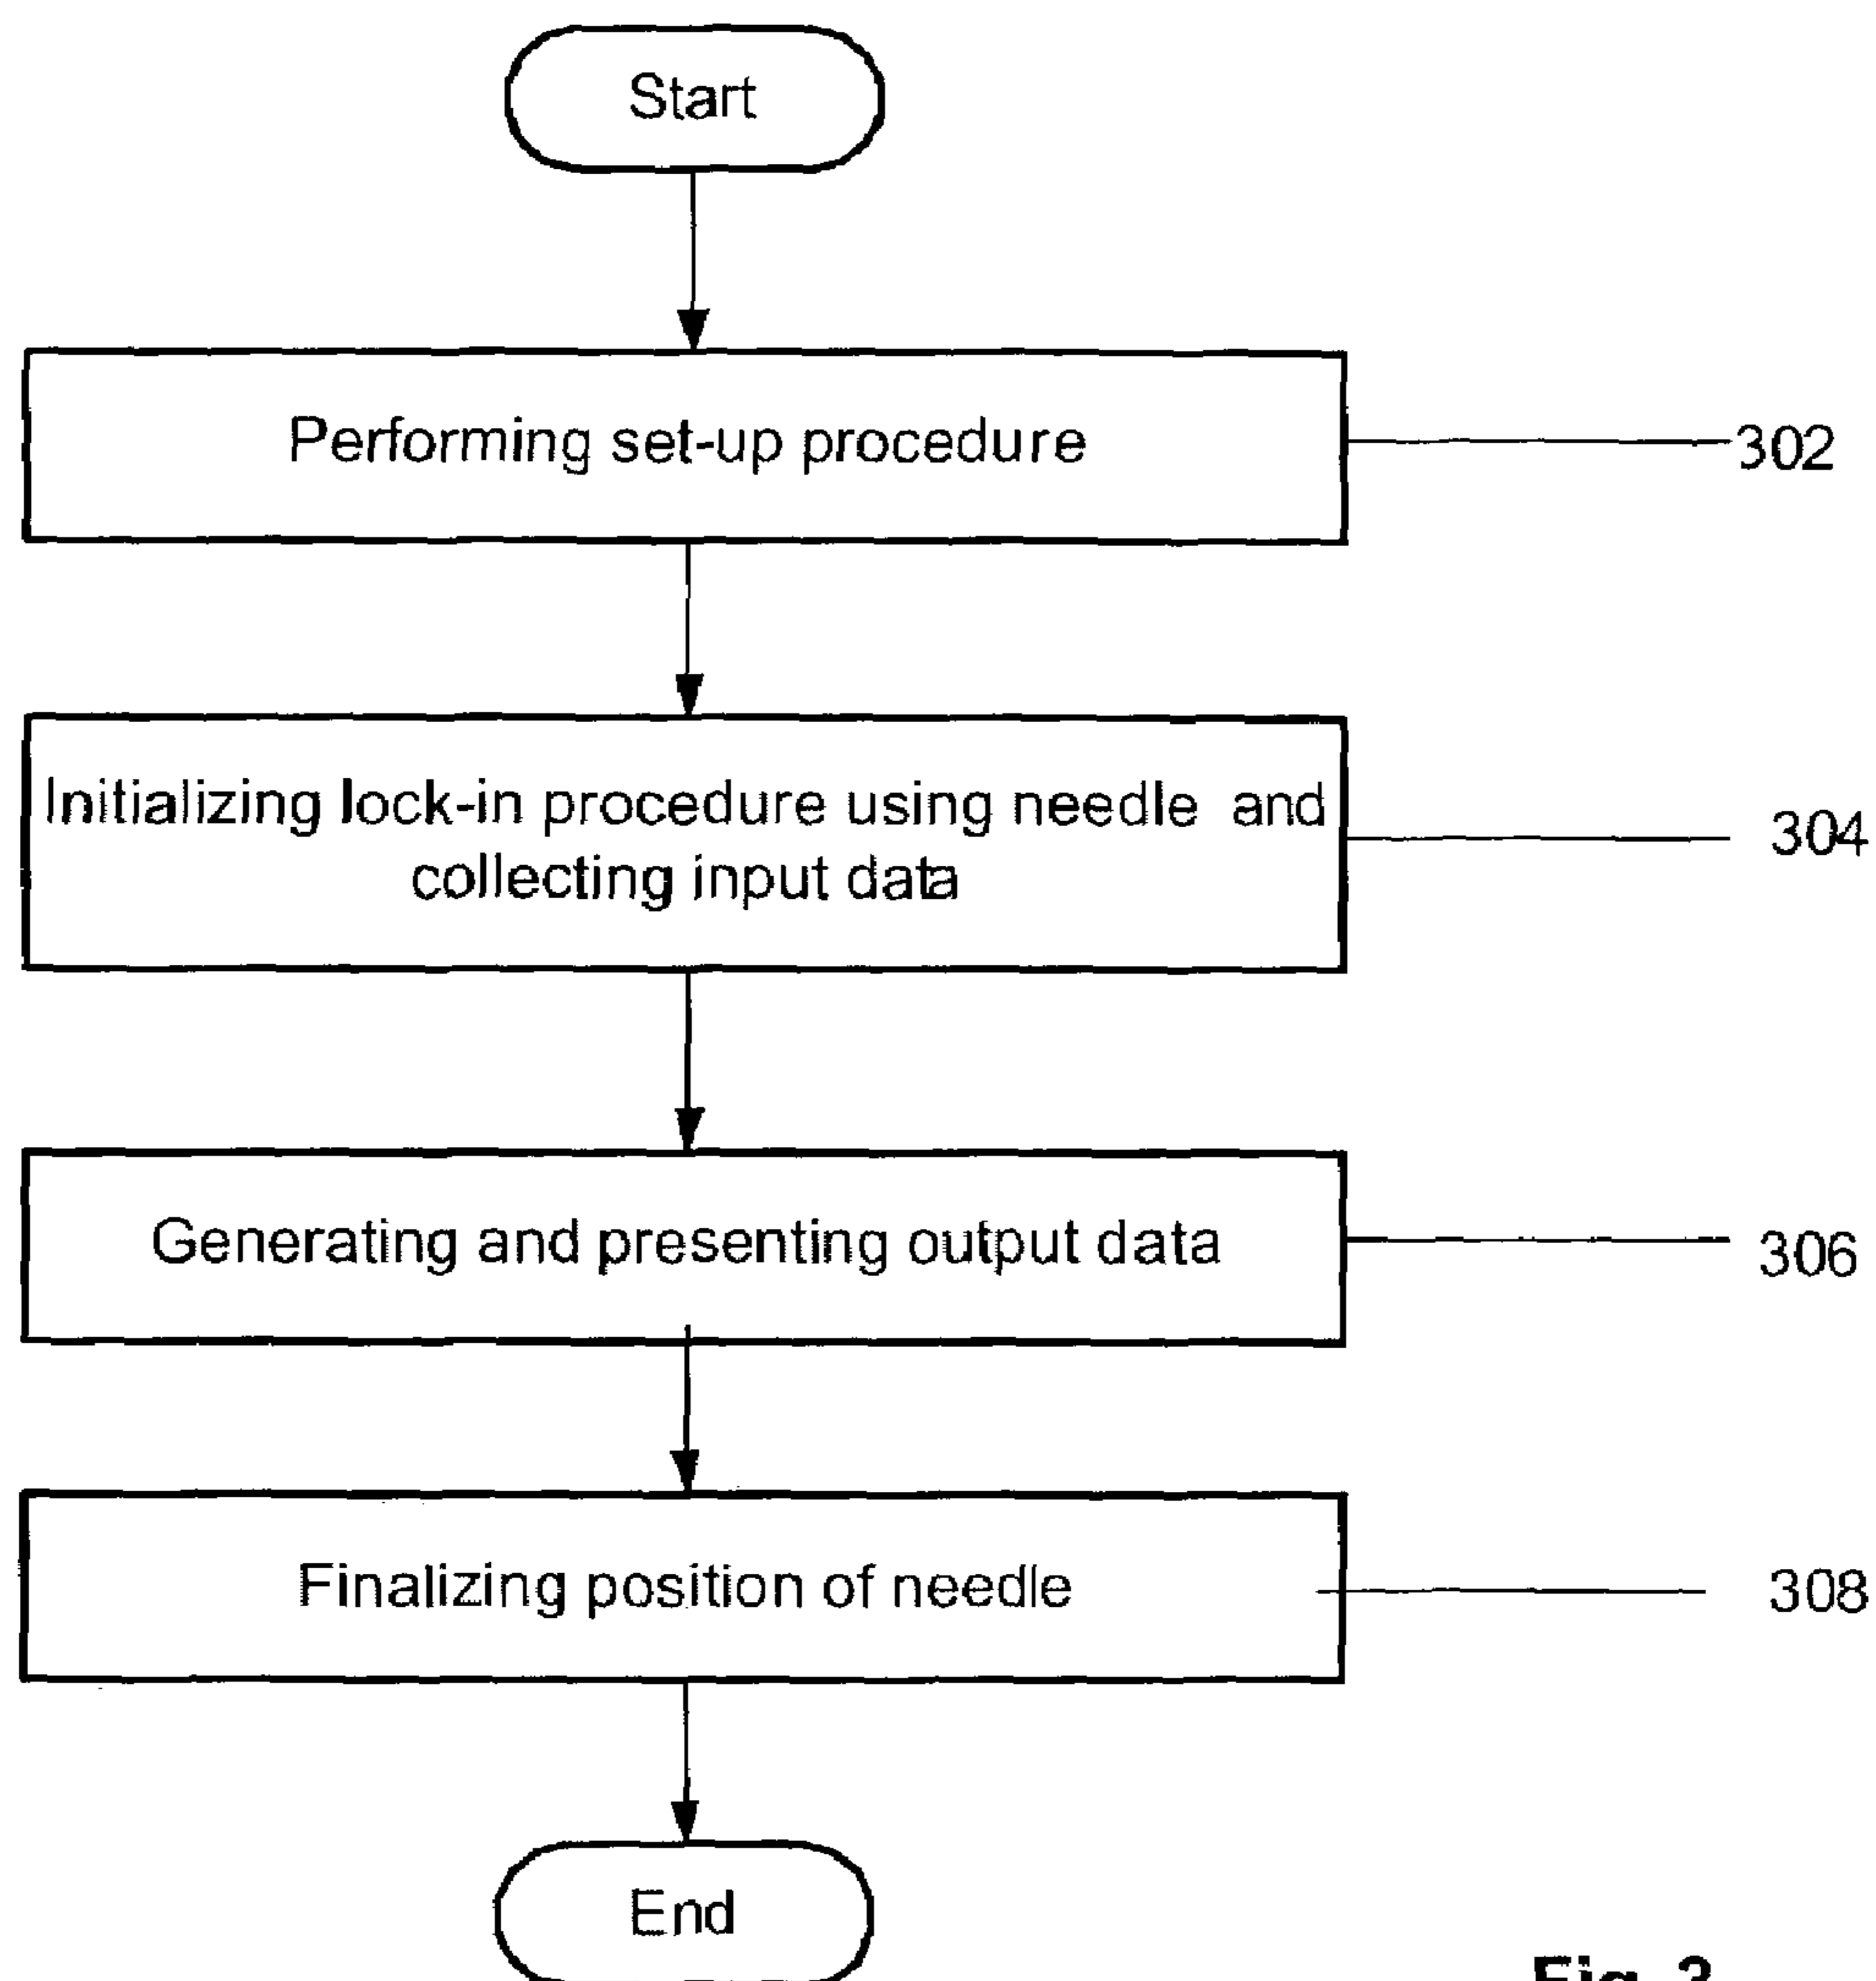 Start
Performing set-up procedure
302
Initializing lock-in procedure using needle and
collecting input data
304
Generating and presenting output data
306
Finalizing position of needle
308
End